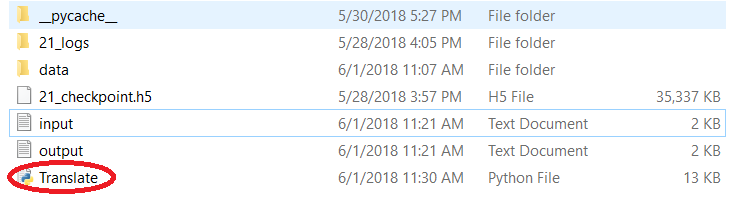 __pycache__ 5/30/2018 5:27 PM File folder
21_logs 5/28/2018 4:05 PM File folder
data 6/1/2018 11:07 AM File folder
21_checkpoint.h5 5/28/2018 3:57 PM H5 File 35,337 KB
input 6/1/2018 11:21 AM Text Document 2 KB
output 6/1/2018 11:21 AM Text Document 2 KB
Translate 6/1/2018 11:30 AM Python File 13 KB